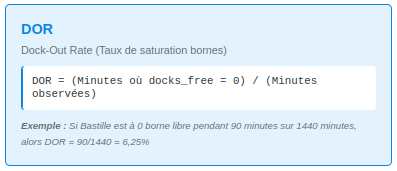 DOR
Dock-Out Rate (Taux de saturation bornes)
DOR = (Minutes où docks_free = 0) / (Minutes
observées)
Exemple : Si Bastille est à 0 borne libre pendant 90 minutes sur 1440 minutes,
alors DOR = 90/1440 = 6,25%